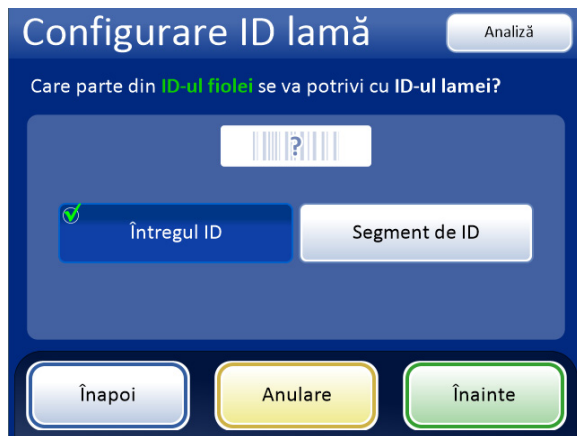 Configurare ID lamă
Analiză
Care parte din ID-ul fiolei se va potrivi cu ID-ul lamei?
?
Întregul ID
Segment de ID
Înapoi
Anulare
Înainte